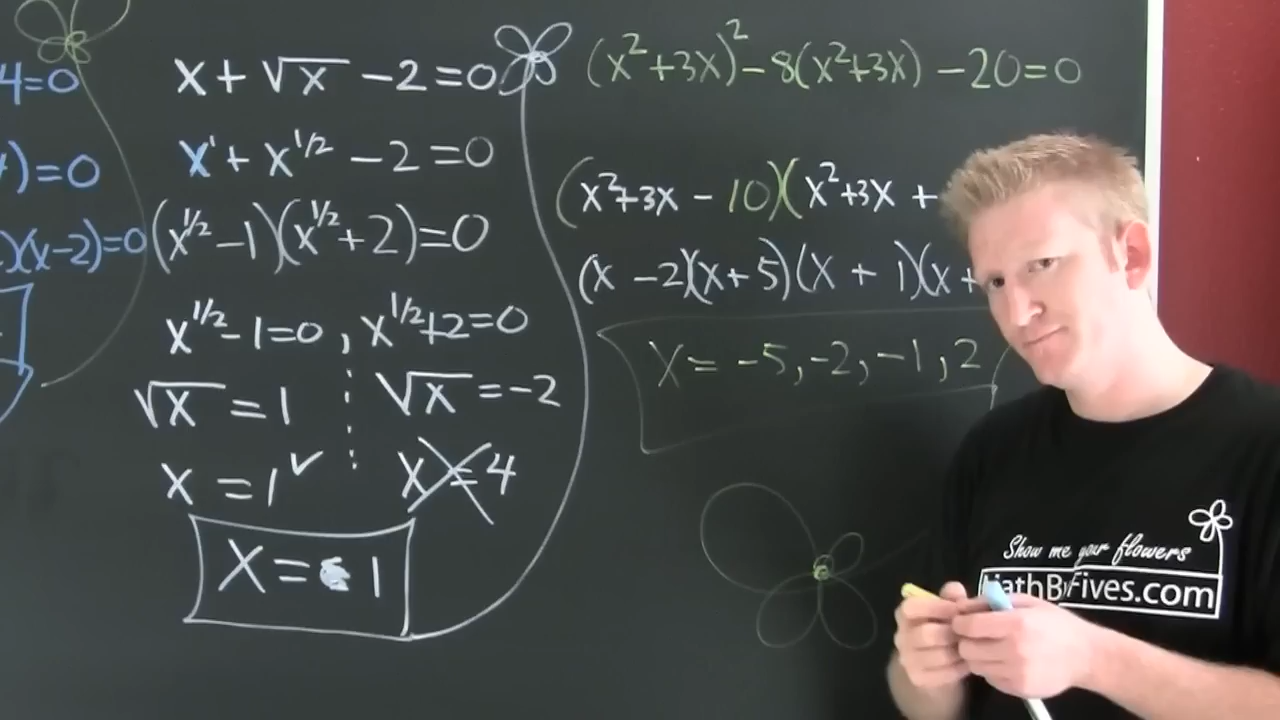 4=0
)=0
)(x-2)=0
x + √x - 2 = 0
x¹ + x^1/2 - 2 = 0
(x^1/2 - 1)(x^1/2 + 2) = 0
x^1/2 - 1 = 0 , x^1/2 + 2 = 0
√x = 1 √x = -2
x = 1 ✓ x = 4
x = 1
(x² + 3x)² - 8(x² + 3x) - 20 = 0
(x² + 3x - 10)(x² + 3x +
(x - 2)(x + 5)(x + 1)(x +
x = -5, -2, -1, 2
Show me your flowers
MathByFives.com